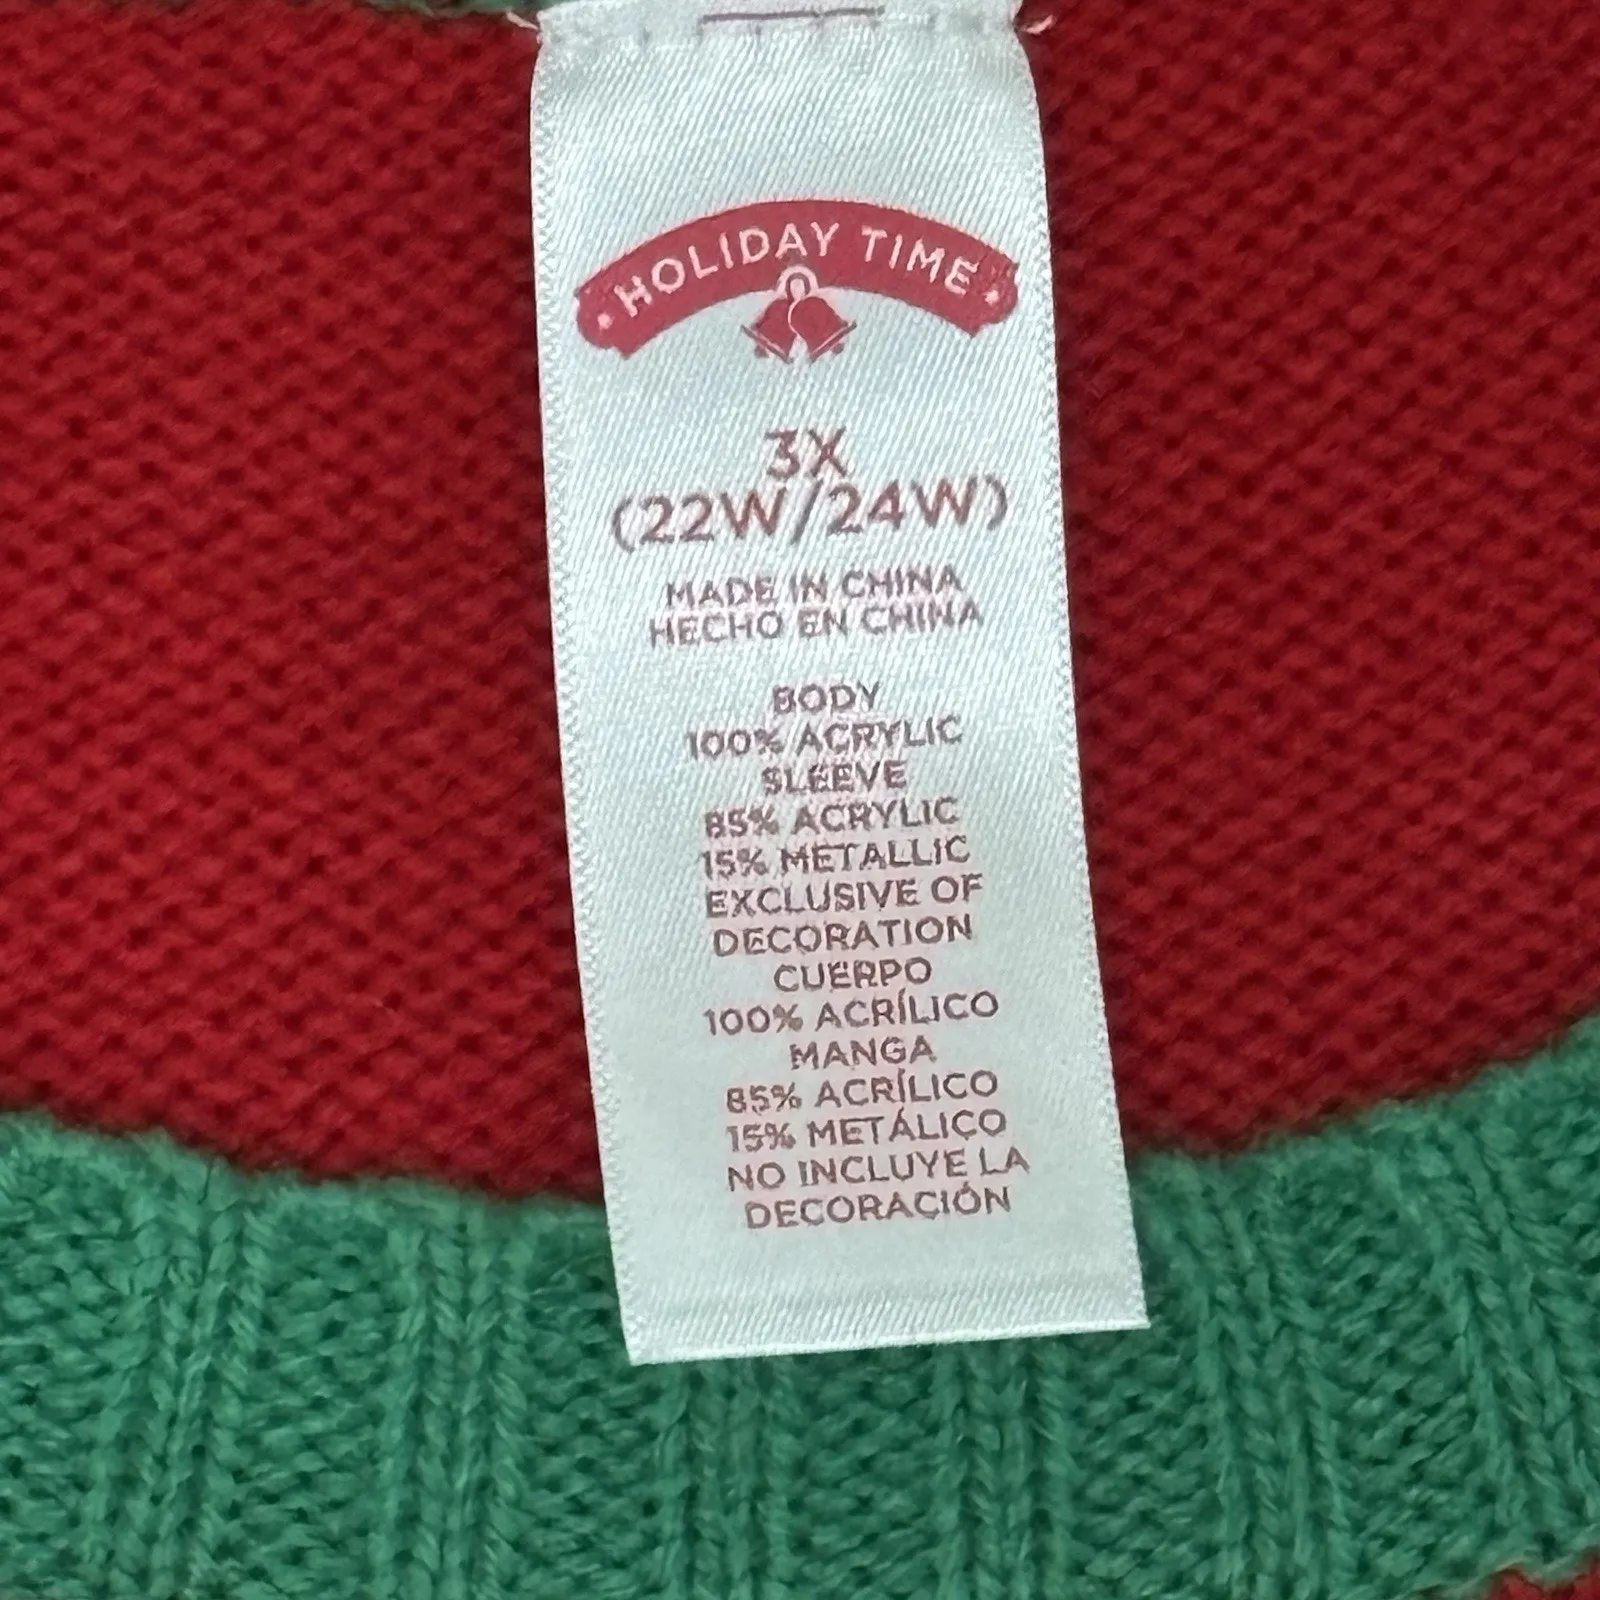 HOLIDAY TIME
3X
(22W/24W)
MADE IN CHINA
HECHO EN CHINA
BODY
100% ACRYLIC
SLEEVE
85% ACRYLIC
15% METALLIC
EXCLUSIVE OF
DECORATION
CUERPO
100% ACRÍLICO
MANGA
85% ACRÍLICO
15% METÁLICO
NO INCLUYE LA
DECORACIÓN